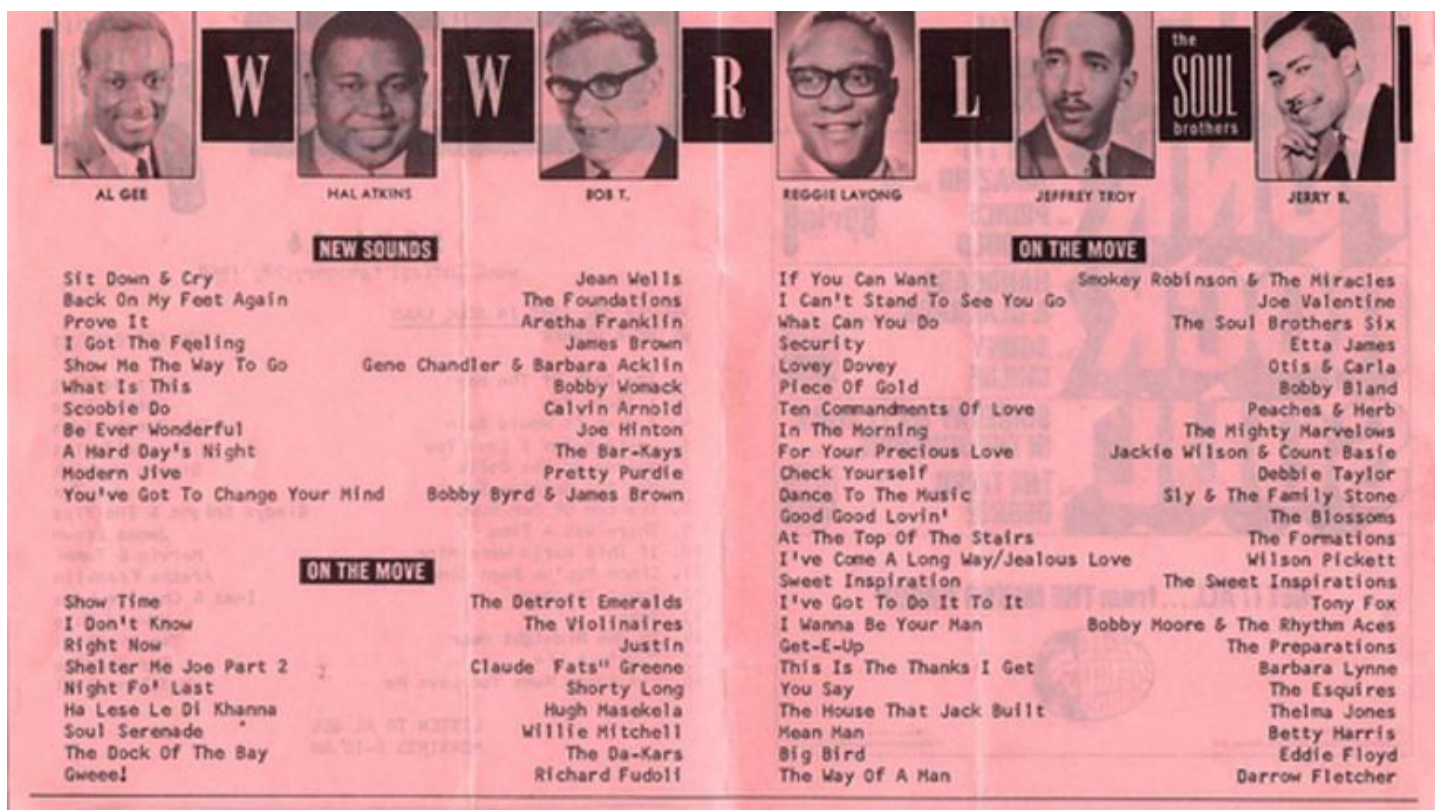 W W R L the SOUL brothers
AL GEE HAL ATKINS BOB T. REGGIE LAVONG JEFFREY TROY JERRY B.
NEW SOUNDS
Sit Down & Cry Jean Wells
Back On My Feet Again The Foundations
Prove It Aretha Franklin
I Got The Feeling James Brown
Show Me The Way To Go Gene Chandler & Barbara Acklin
What Is This Bobby Womack
Scoobie Do Calvin Arnold
Be Ever Wonderful Joe Hinton
A Hard Day's Night The Bar-Kays
Modern Jive Pretty Purdie
You've Got To Change Your Mind Bobby Byrd & James Brown
ON THE MOVE
Show Time The Detroit Emeralds
I Don't Know The Violinaires
Right Now Justin
Shelter Me Joe Part 2 Claude "Fats" Greene
Night Fo' Last Shorty Long
Ha Lese Le Di Khanna Hugh Masekela
Soul Serenade Willie Mitchell
The Dock Of The Bay The Da-Kars
Gweee! Richard Fudoli
ON THE MOVE
If You Can Want Smokey Robinson & The Miracles
I Can't Stand To See You Go Joe Valentine
What Can You Do The Soul Brothers Six
Security Etta James
Lovey Dovey Otis & Carla
Piece Of Gold Bobby Bland
Ten Commandments Of Love Peaches & Herb
In The Morning The Mighty Marvelows
For Your Precious Love Jackie Wilson & Count Basie
Check Yourself Debbie Taylor
Dance To The Music Sly & The Family Stone
Good Good Lovin' The Blossoms
At The Top Of The Stairs The Formations
I've Come A Long Way/Jealous Love Wilson Pickett
Sweet Inspiration The Sweet Inspirations
I've Got To Do It To It Tony Fox
I Wanna Be Your Man Bobby Moore & The Rhythm Aces
Get-E-Up The Preparations
This Is The Thanks I Get Barbara Lynne
You Say The Esquires
The House That Jack Built Thelma Jones
Mean Man Betty Harris
Big Bird Eddie Floyd
The Way Of A Man Darrow Fletcher